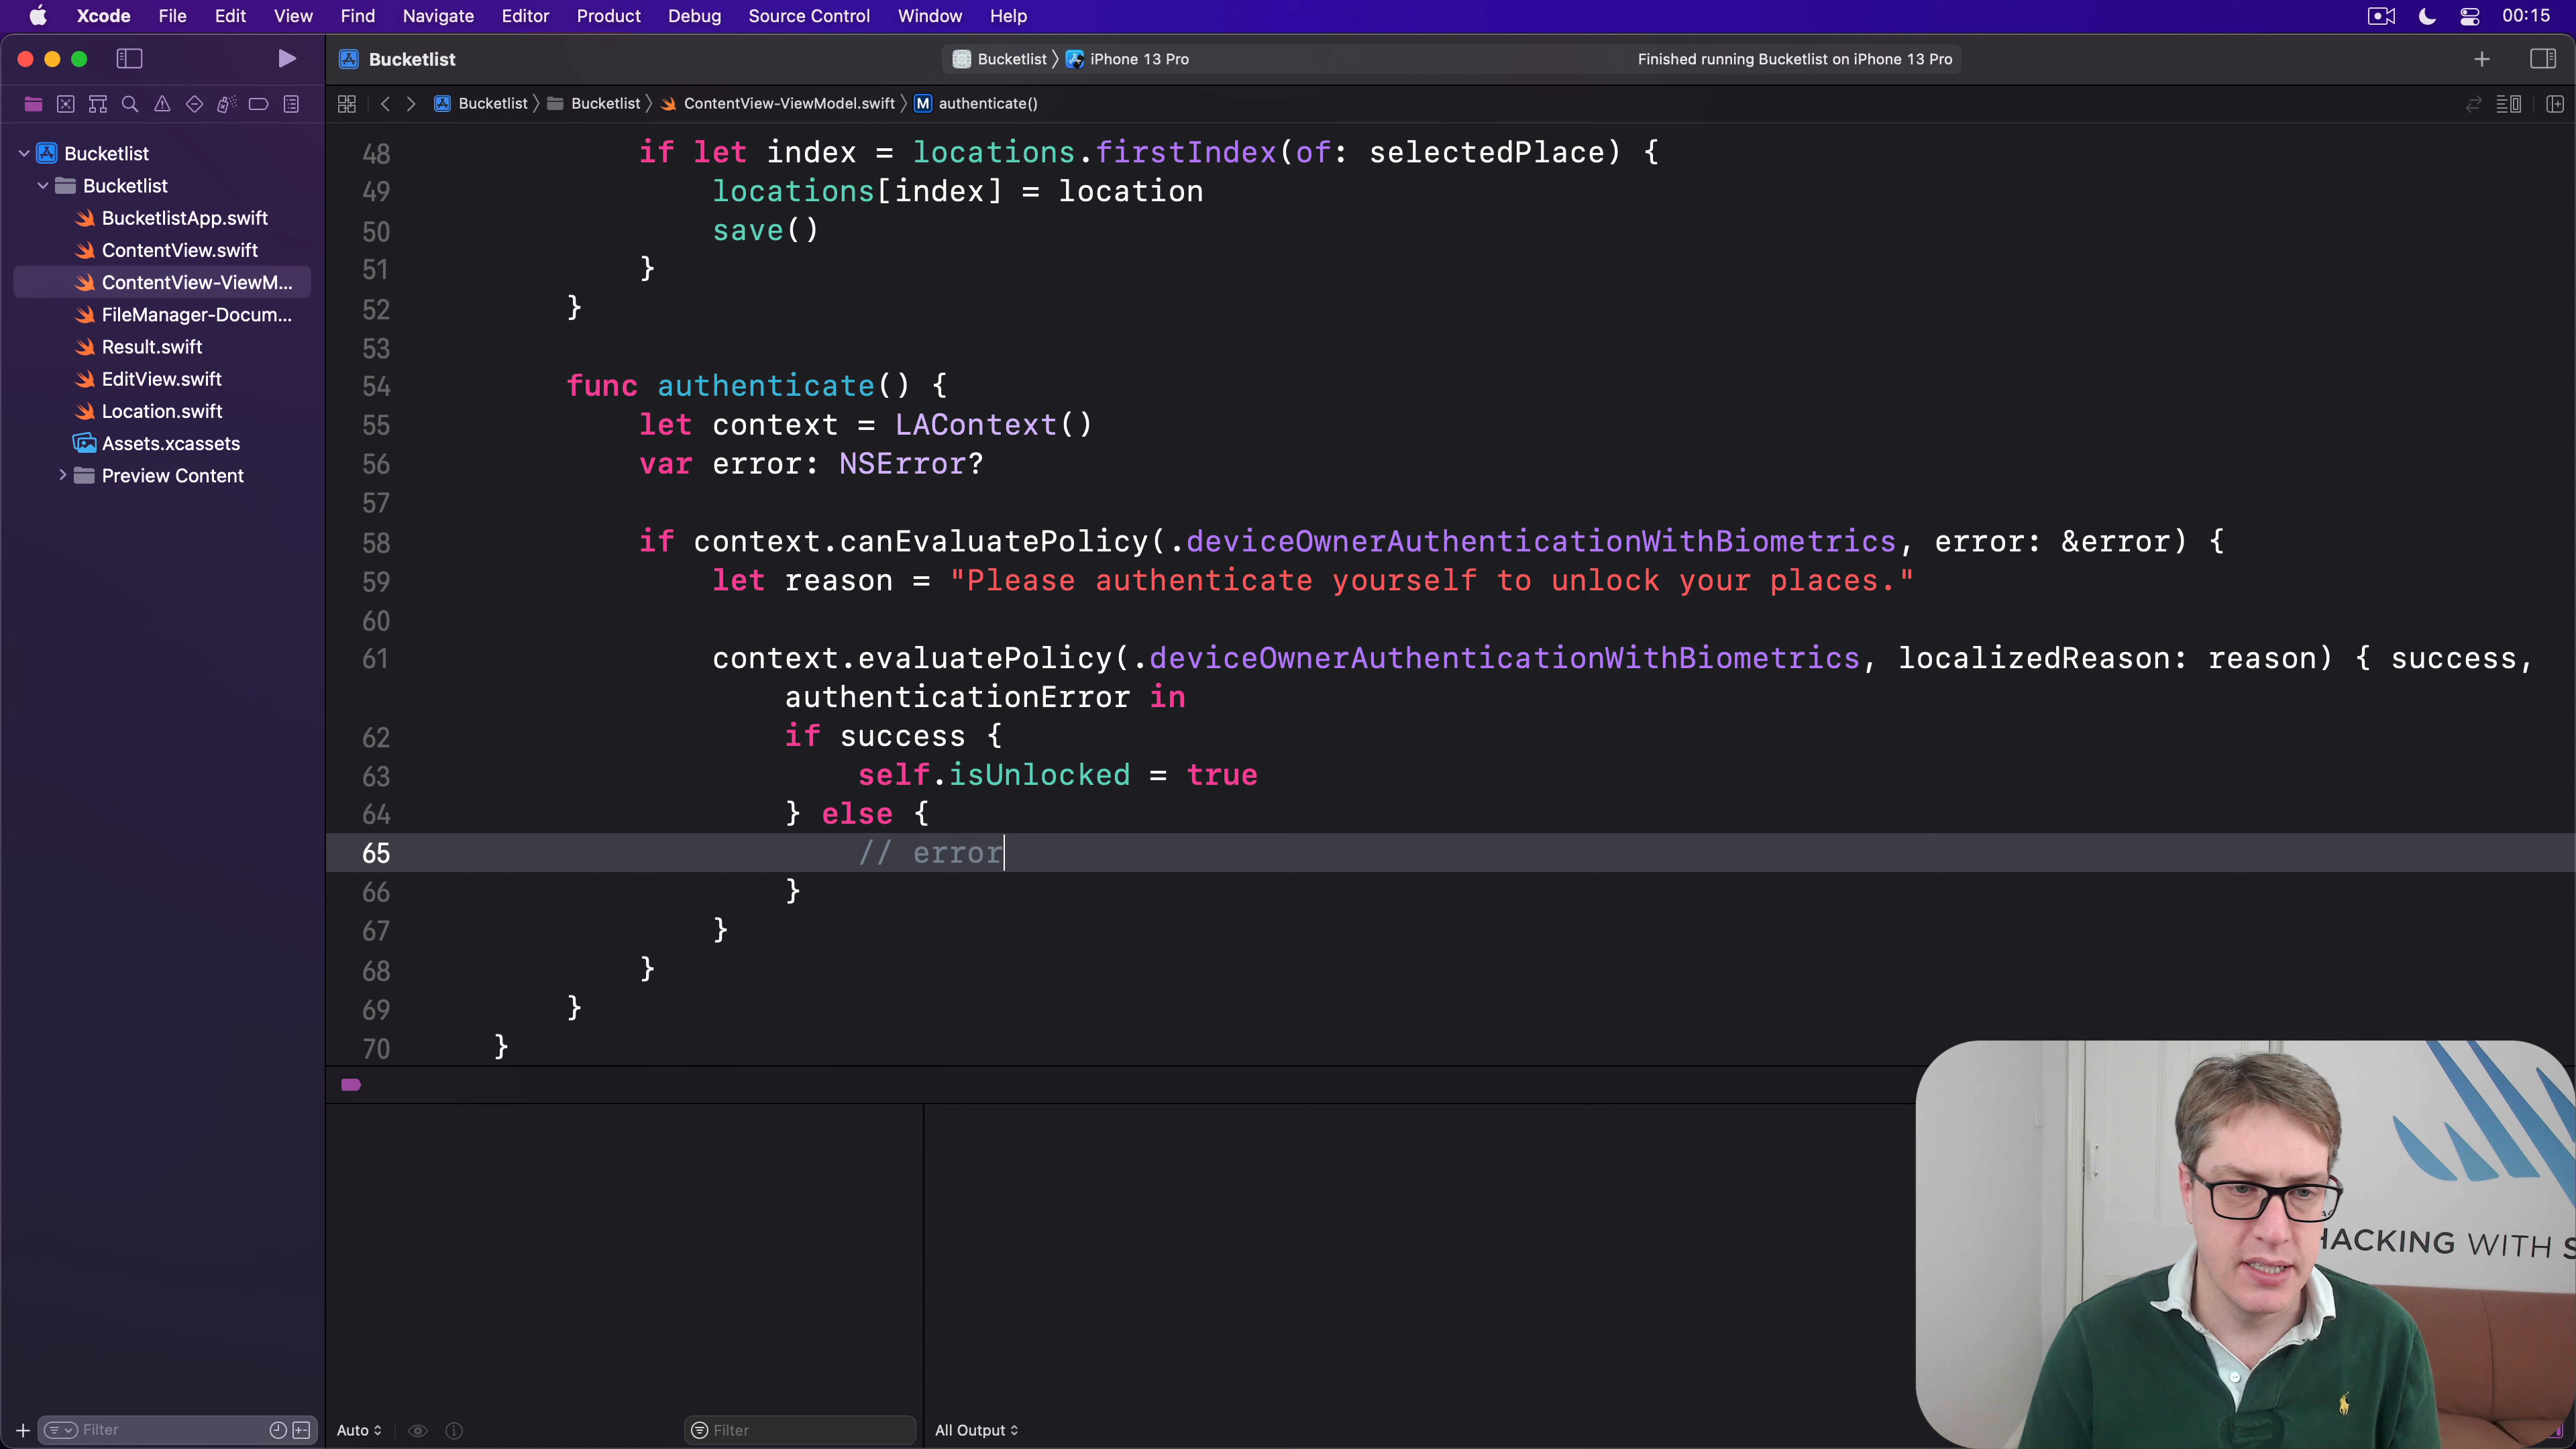 Xcode File Edit View Find Navigate Editor Product Debug Source Control Window Help 00:15
Bucketlist Bucketlist iPhone 13 Pro Finished running Bucketlist on iPhone 13 Pro
Bucketlist Bucketlist ContentView-ViewModel.swift M authenticate()
Bucketlist
Bucketlist
BucketlistApp.swift
ContentView.swift
ContentView-ViewM...
FileManager-Docum...
Result.swift
EditView.swift
Location.swift
Assets.xcassets
Preview Content
48 if let index = locations.firstIndex(of: selectedPlace) {
49 locations[index] = location
50 save()
51 }
52 }
53
54 func authenticate() {
55 let context = LAContext()
56 var error: NSError?
57
58 if context.canEvaluatePolicy(.deviceOwnerAuthenticationWithBiometrics, error: &error) {
59 let reason = "Please authenticate yourself to unlock your places."
60
61 context.evaluatePolicy(.deviceOwnerAuthenticationWithBiometrics, localizedReason: reason) { success,
authenticationError in
62 if success {
63 self.isUnlocked = true
64 } else {
65 // error
66 }
67 }
68 }
69 }
70 }
HACKING WITH S
Filter Auto Filter All Output